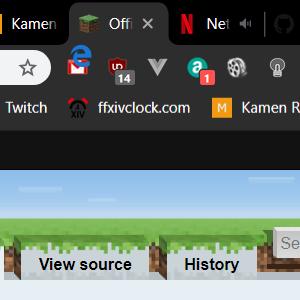 Kamen
Offi
Net
14
1
Twitch
XIV
ffxivclock.com
M
Kamen R
View source
History
Se